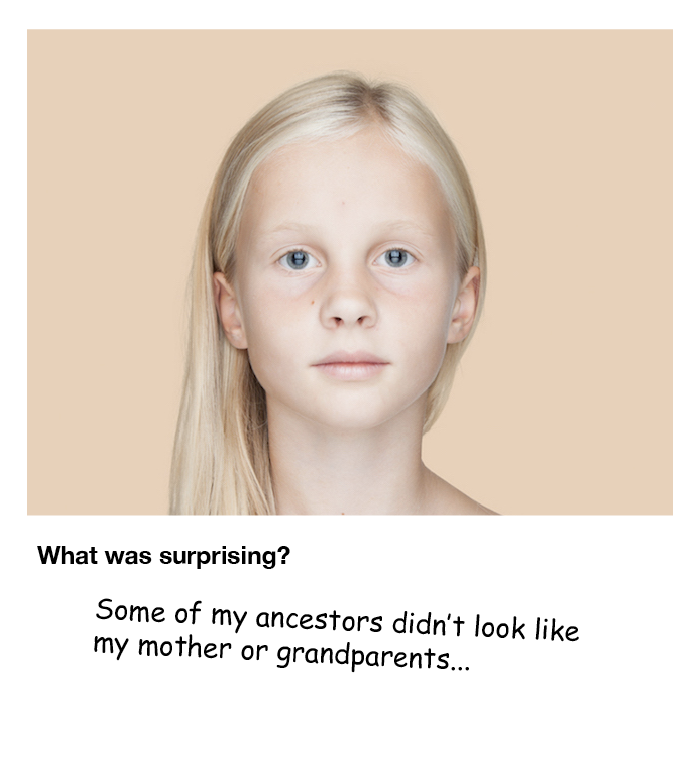 What was surprising?
Some of my ancestors didn't look like
my mother or grandparents...